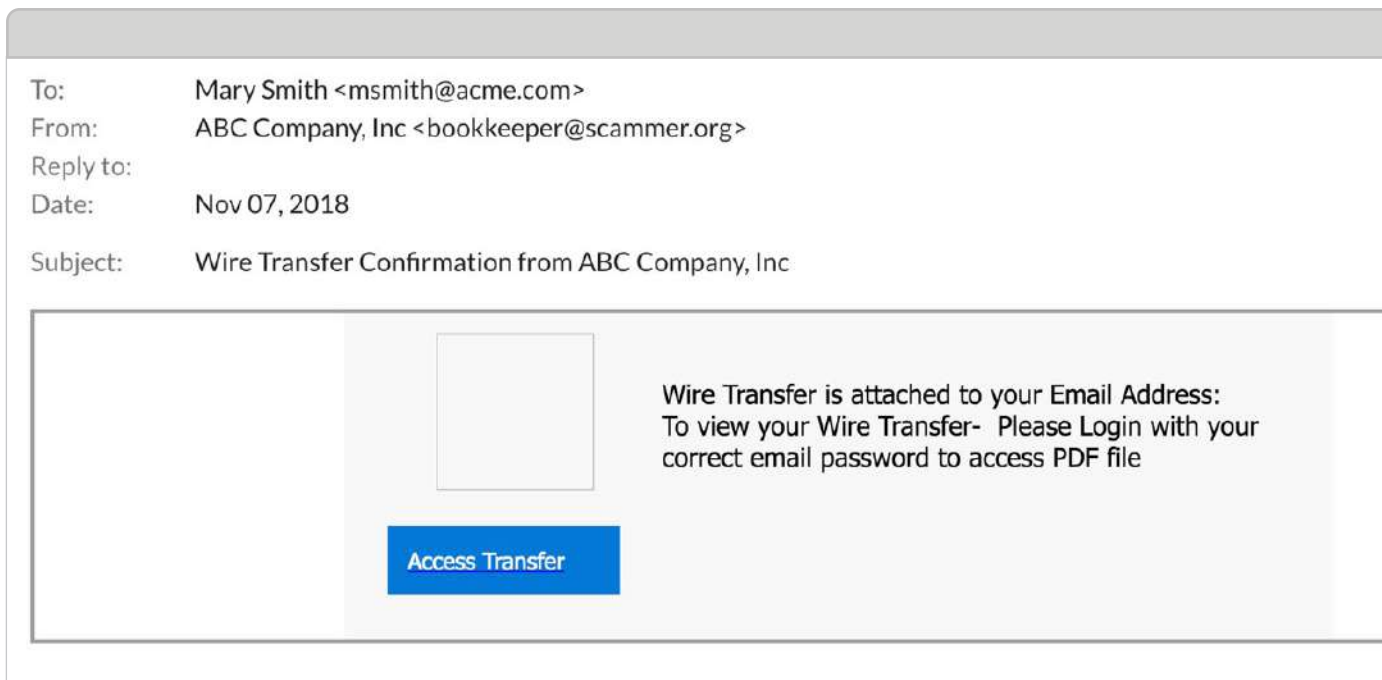 To: Mary Smith <msmith@acme.com>
From: ABC Company, Inc <bookkeeper@scammer.org>
Reply to:
Date: Nov 07, 2018
Subject: Wire Transfer Confirmation from ABC Company, Inc
Wire Transfer is attached to your Email Address:
To view your Wire Transfer- Please Login with your
correct email password to access PDF file
Access Transfer